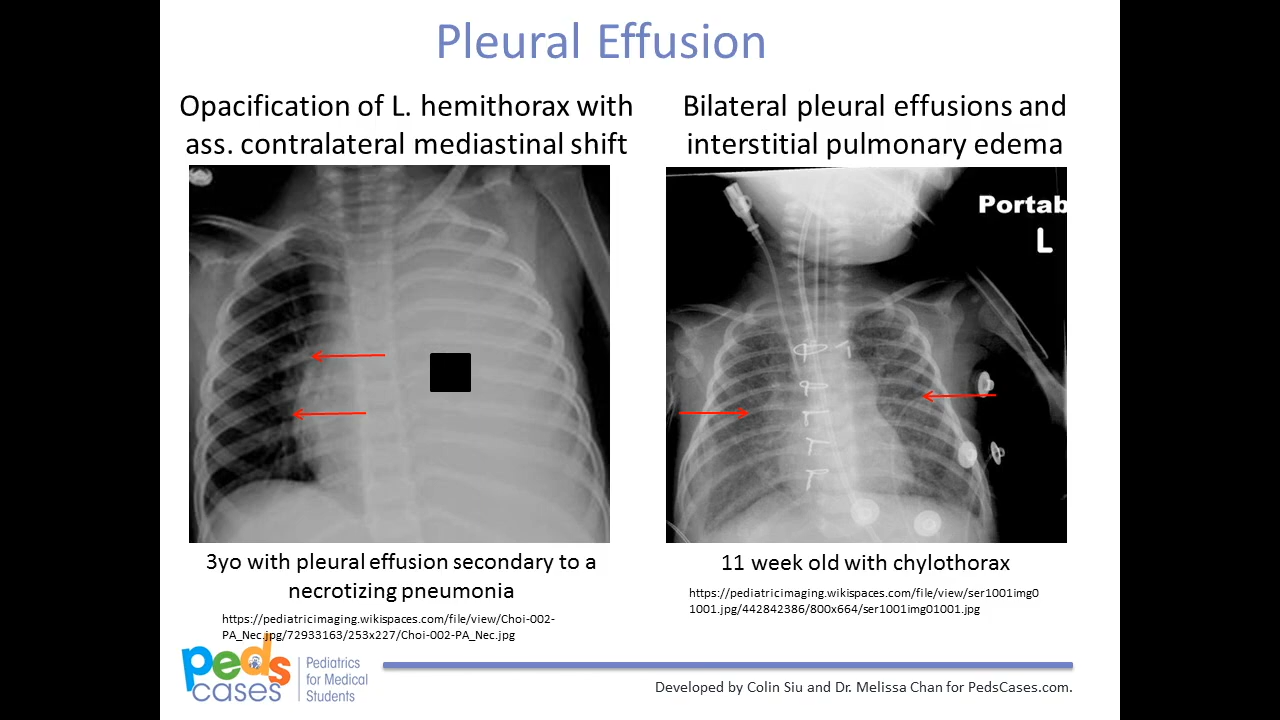 Pleural Effusion
Opacification of L. hemithorax with
ass. contralateral mediastinal shift
Bilateral pleural effusions and
interstitial pulmonary edema
Portab
L
3yo with pleural effusion secondary to a
necrotizing pneumonia
11 week old with chylothorax
https://pediatricimaging.wikispaces.com/file/view/Choi-002-
PA_Nec.jpg/72933163/253x227/Choi-002-PA_Nec.jpg
https://pediatricimaging.wikispaces.com/file/view/ser1001img0
1001.jpg/442842386/800x664/ser1001img01001.jpg
peds
cases
Pediatrics
for Medical
Students
Developed by Colin Siu and Dr. Melissa Chan for PedsCases.com.